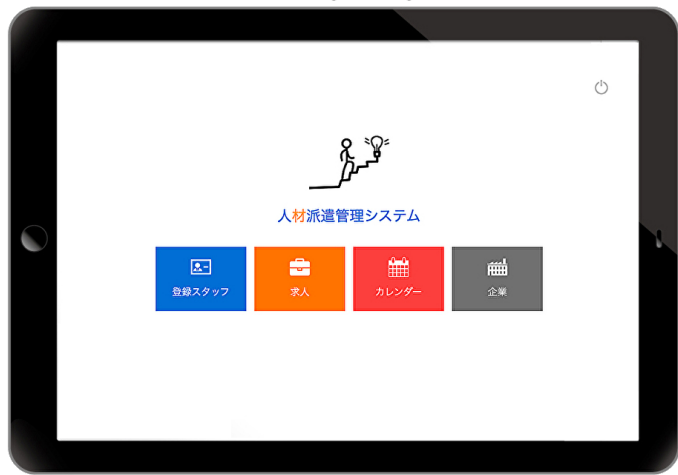 人材派遣管理システム
登録スタッフ
求人
カレンダー
企業